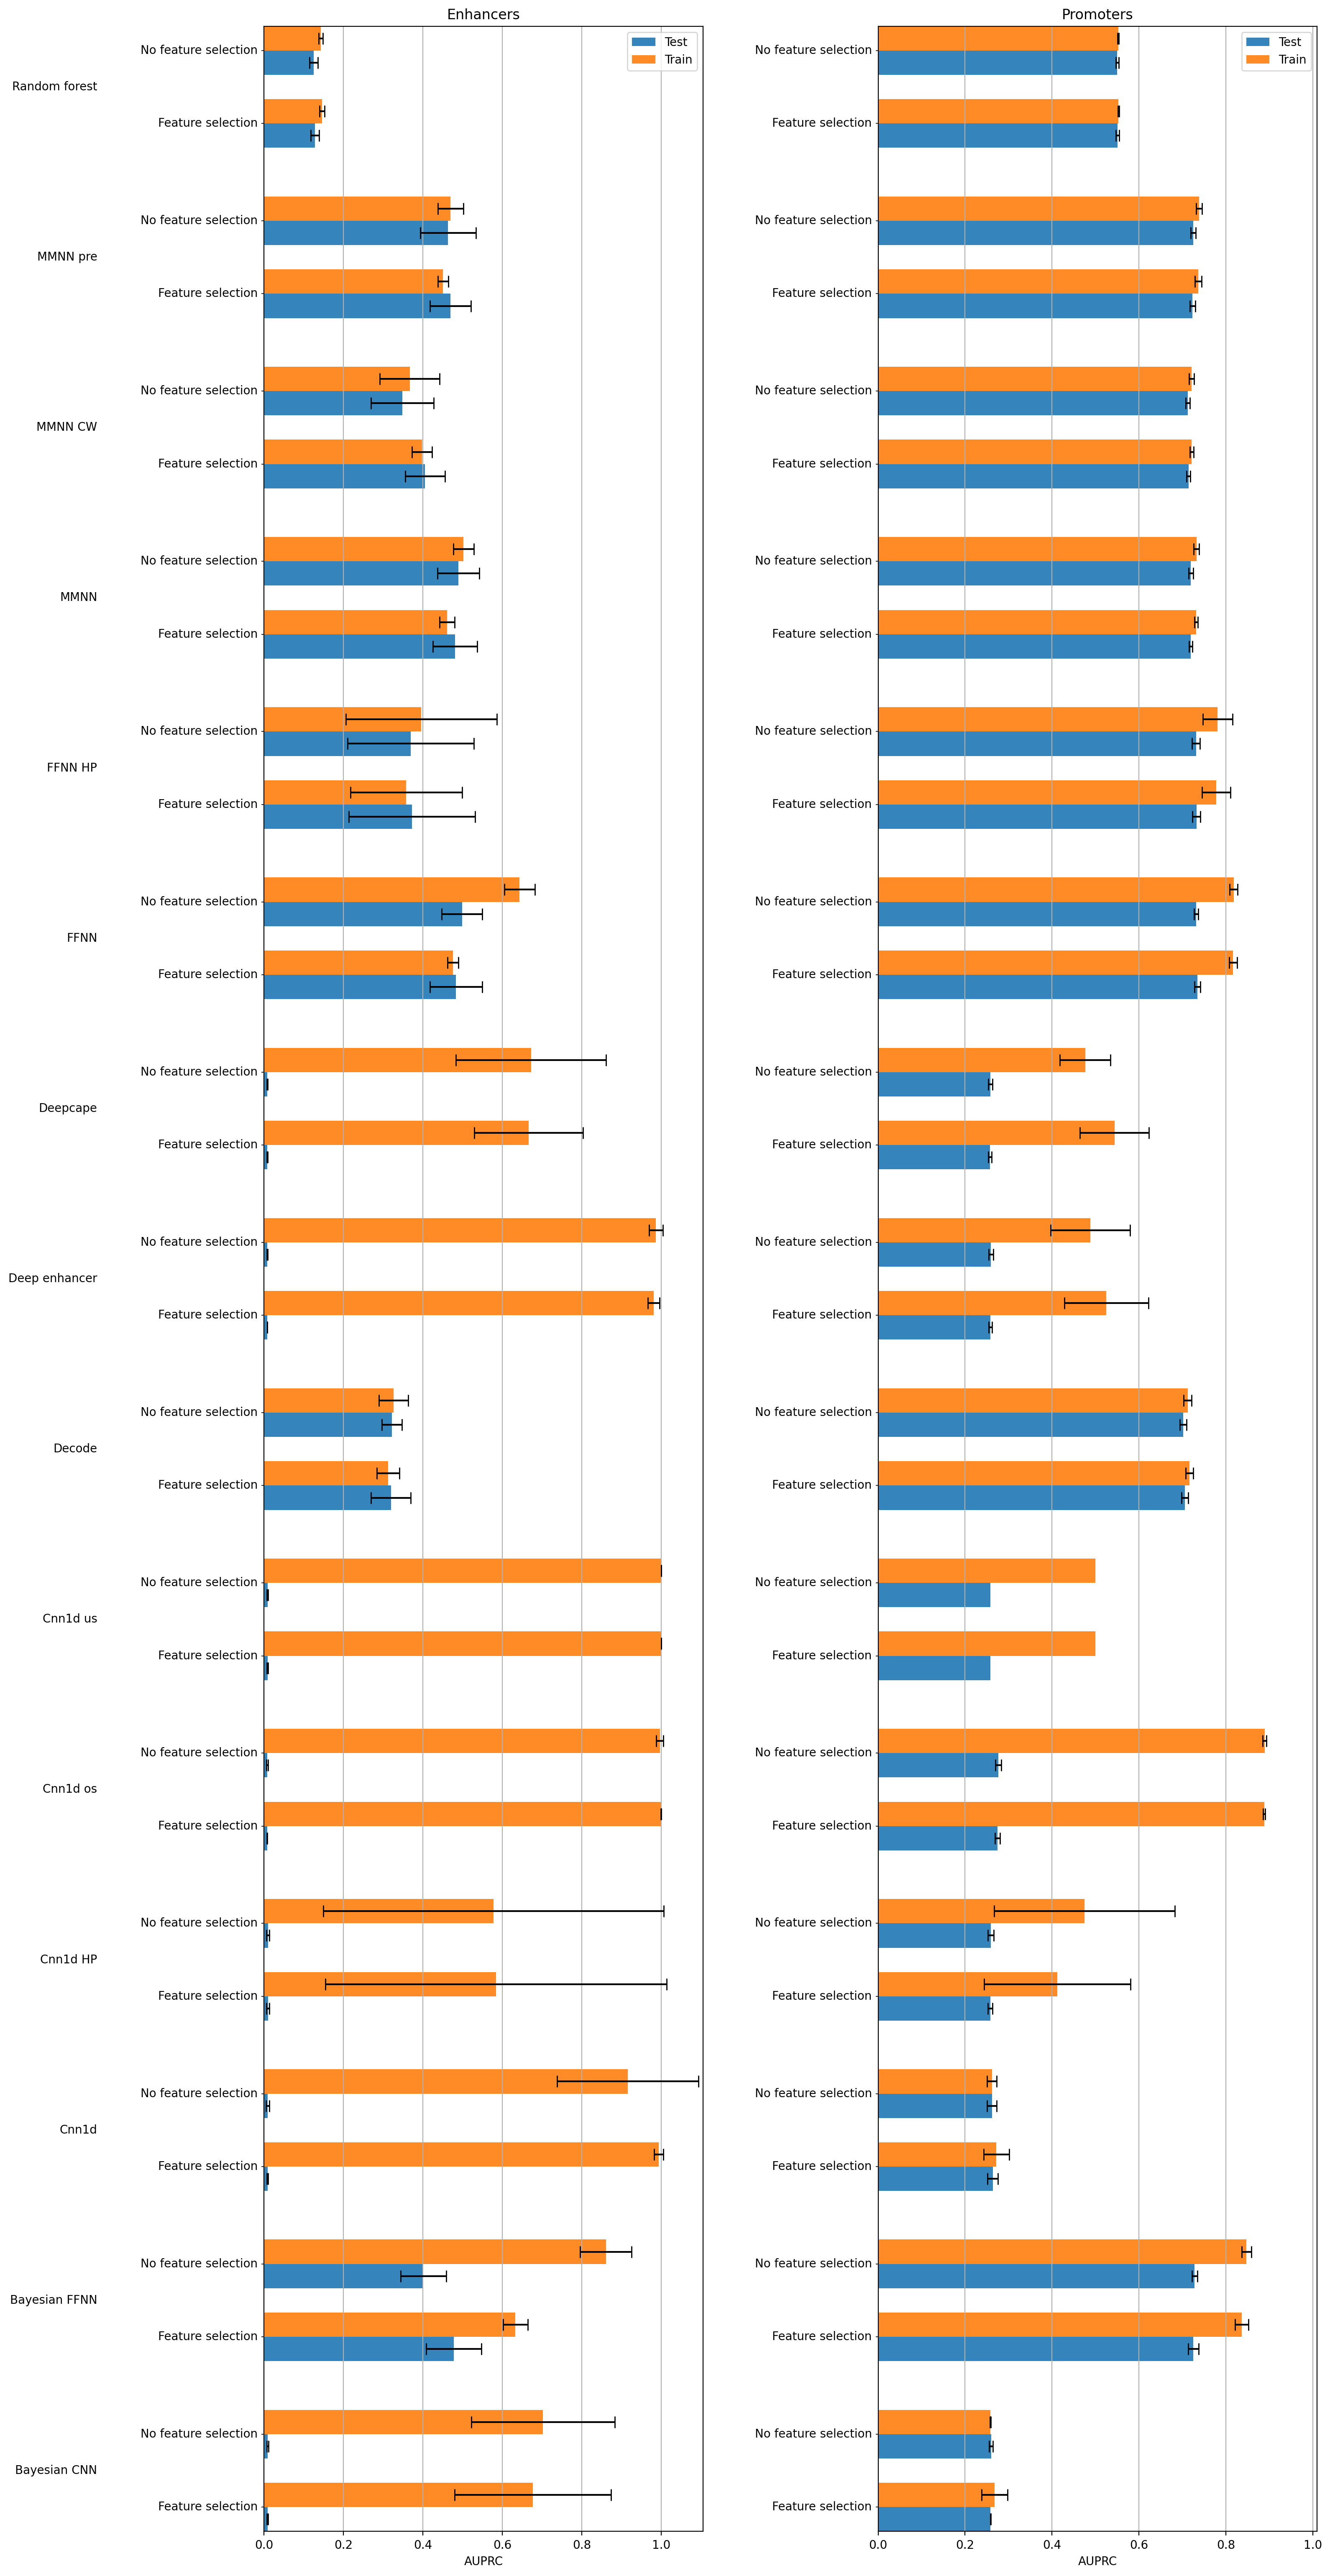 Enhancers
Test
Train
Random forest
No feature selection
Feature selection
MMNN pre
No feature selection
Feature selection
MMNN CW
No feature selection
Feature selection
MMNN
No feature selection
Feature selection
FFNN HP
No feature selection
Feature selection
FFNN
No feature selection
Feature selection
Deepcape
No feature selection
Feature selection
Deep enhancer
No feature selection
Feature selection
Decode
No feature selection
Feature selection
Cnn1d us
No feature selection
Feature selection
Cnn1d os
No feature selection
Feature selection
Cnn1d HP
No feature selection
Feature selection
Cnn1d
No feature selection
Feature selection
Bayesian FFNN
No feature selection
Feature selection
Bayesian CNN
No feature selection
Feature selection
0.0 0.2 0.4 0.6 0.8 1.0
AUPRC
Promoters
Test
Train
No feature selection
Feature selection
No feature selection
Feature selection
No feature selection
Feature selection
No feature selection
Feature selection
No feature selection
Feature selection
No feature selection
Feature selection
No feature selection
Feature selection
No feature selection
Feature selection
No feature selection
Feature selection
No feature selection
Feature selection
No feature selection
Feature selection
No feature selection
Feature selection
No feature selection
Feature selection
No feature selection
Feature selection
No feature selection
Feature selection
0.0 0.2 0.4 0.6 0.8 1.0
AUPRC